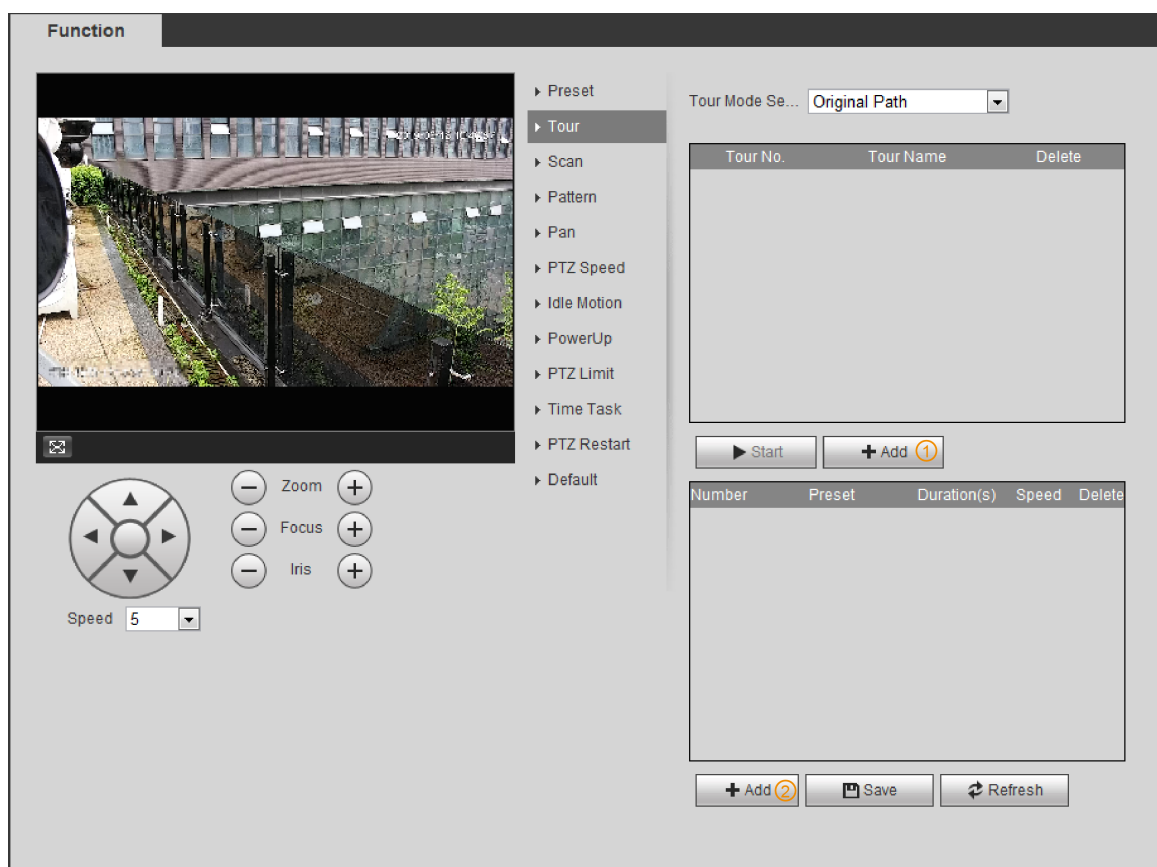 Function
Preset
Tour
Scan
Pattern
Pan
PTZ Speed
Idle Motion
PowerUp
PTZ Limit
Time Task
PTZ Restart
Default
Zoom
Focus
Iris
Speed 5
Tour Mode Se... Original Path
Tour No. Tour Name Delete
Start Add 1
Number Preset Duration(s) Speed Delete
Add 2 Save Refresh